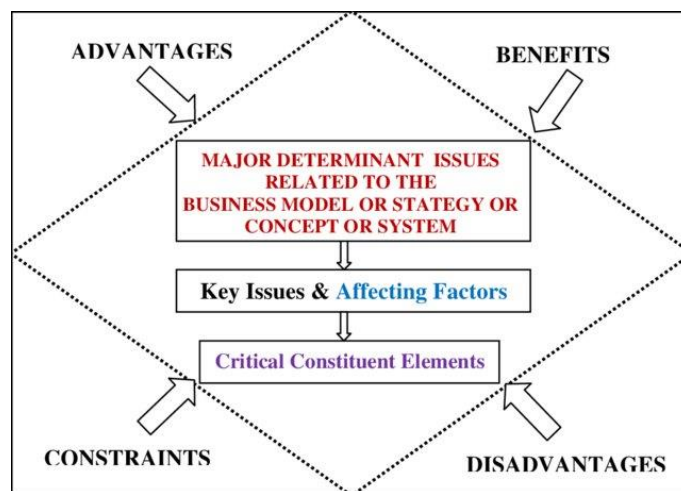 ADVANTAGES
BENEFITS
MAJOR DETERMINANT ISSUES
RELATED TO THE
BUSINESS MODEL OR STATEGY OR
CONCEPT OR SYSTEM
Key Issues & Affecting Factors
Critical Constituent Elements
CONSTRAINTS
DISADVANTAGES